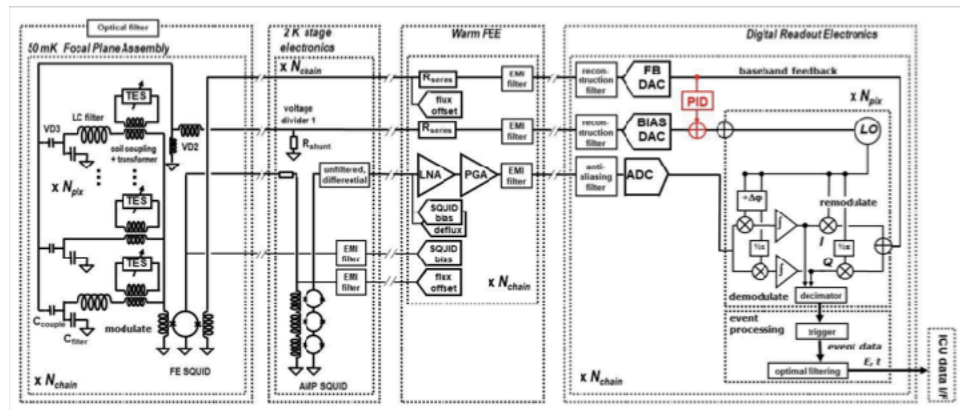 Optical filter
50 mK Focal Plane Assembly
2 K stage
electronics
Warm FEE
Digital Readout Electronics
x Nchain
TES
LC filter
VD3
coil coupling
+ transformer
VD2
x Npix
TES
TES
Ccouple
Cfilter
modulate
FE SQUID
x Nchain
voltage
divider 1
Rshunt
unfiltered,
differential
EMI
filter
EMI
filter
AMP SQUID
Rseries
EMI
filter
flux
offset
Rseries
EMI
filter
LNA
PGA
EMI
filter
SQUID
bias
deflux
SQUID
bias
flux
offset
x Nchain
recon-
struction
filter
FB
DAC
baseband feedback
PID
x Npix
recon-
struction
filter
BIAS
DAC
LO
anti-
aliasing
filter
ADC
+Δφ
remodulate
∫
I
½π
½π
Q
∫
demodulate
decimator
event
processing
trigger
event data
optimal filtering
E, t
x Nchain
ICU data I/F